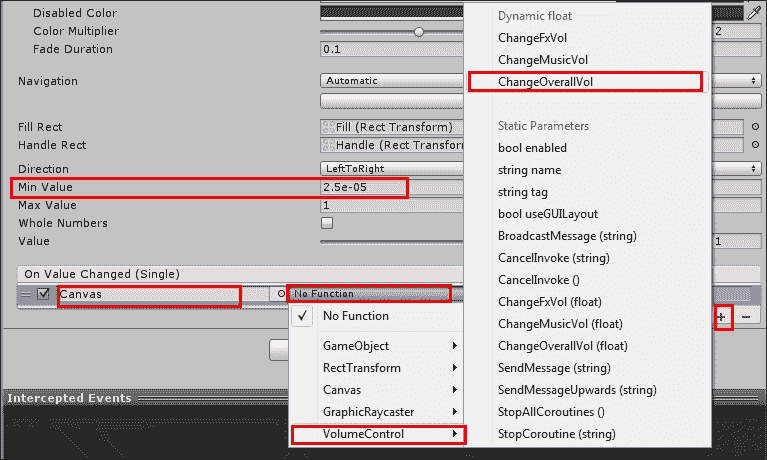 Disabled Color
Color Multiplier
2
Fade Duration
0.1
Navigation
Automatic
Fill Rect
Fill (Rect Transform)
Handle Rect
Handle (Rect Transform
Direction
LeftToRight
Min Value
2.5e-05
Max Value
1
Whole Numbers
Value
1
On Value Changed (Single)
Canvas
No Function
No Function
GameObject
RectTransform
Canvas
GraphicRaycaster
VolumeControl
Dynamic float
ChangeFxVol
ChangeMusicVol
ChangeOverallVol
Static Parameters
bool enabled
string name
string tag
bool useGUILayout
BroadcastMessage (string)
CancelInvoke (string)
CancelInvoke ()
ChangeFxVol (float)
ChangeMusicVol (float)
ChangeOverallVol (float)
SendMessage (string)
SendMessageUpwards (string)
StopAllCoroutines ()
StopCoroutine (string)
Intercepted Events